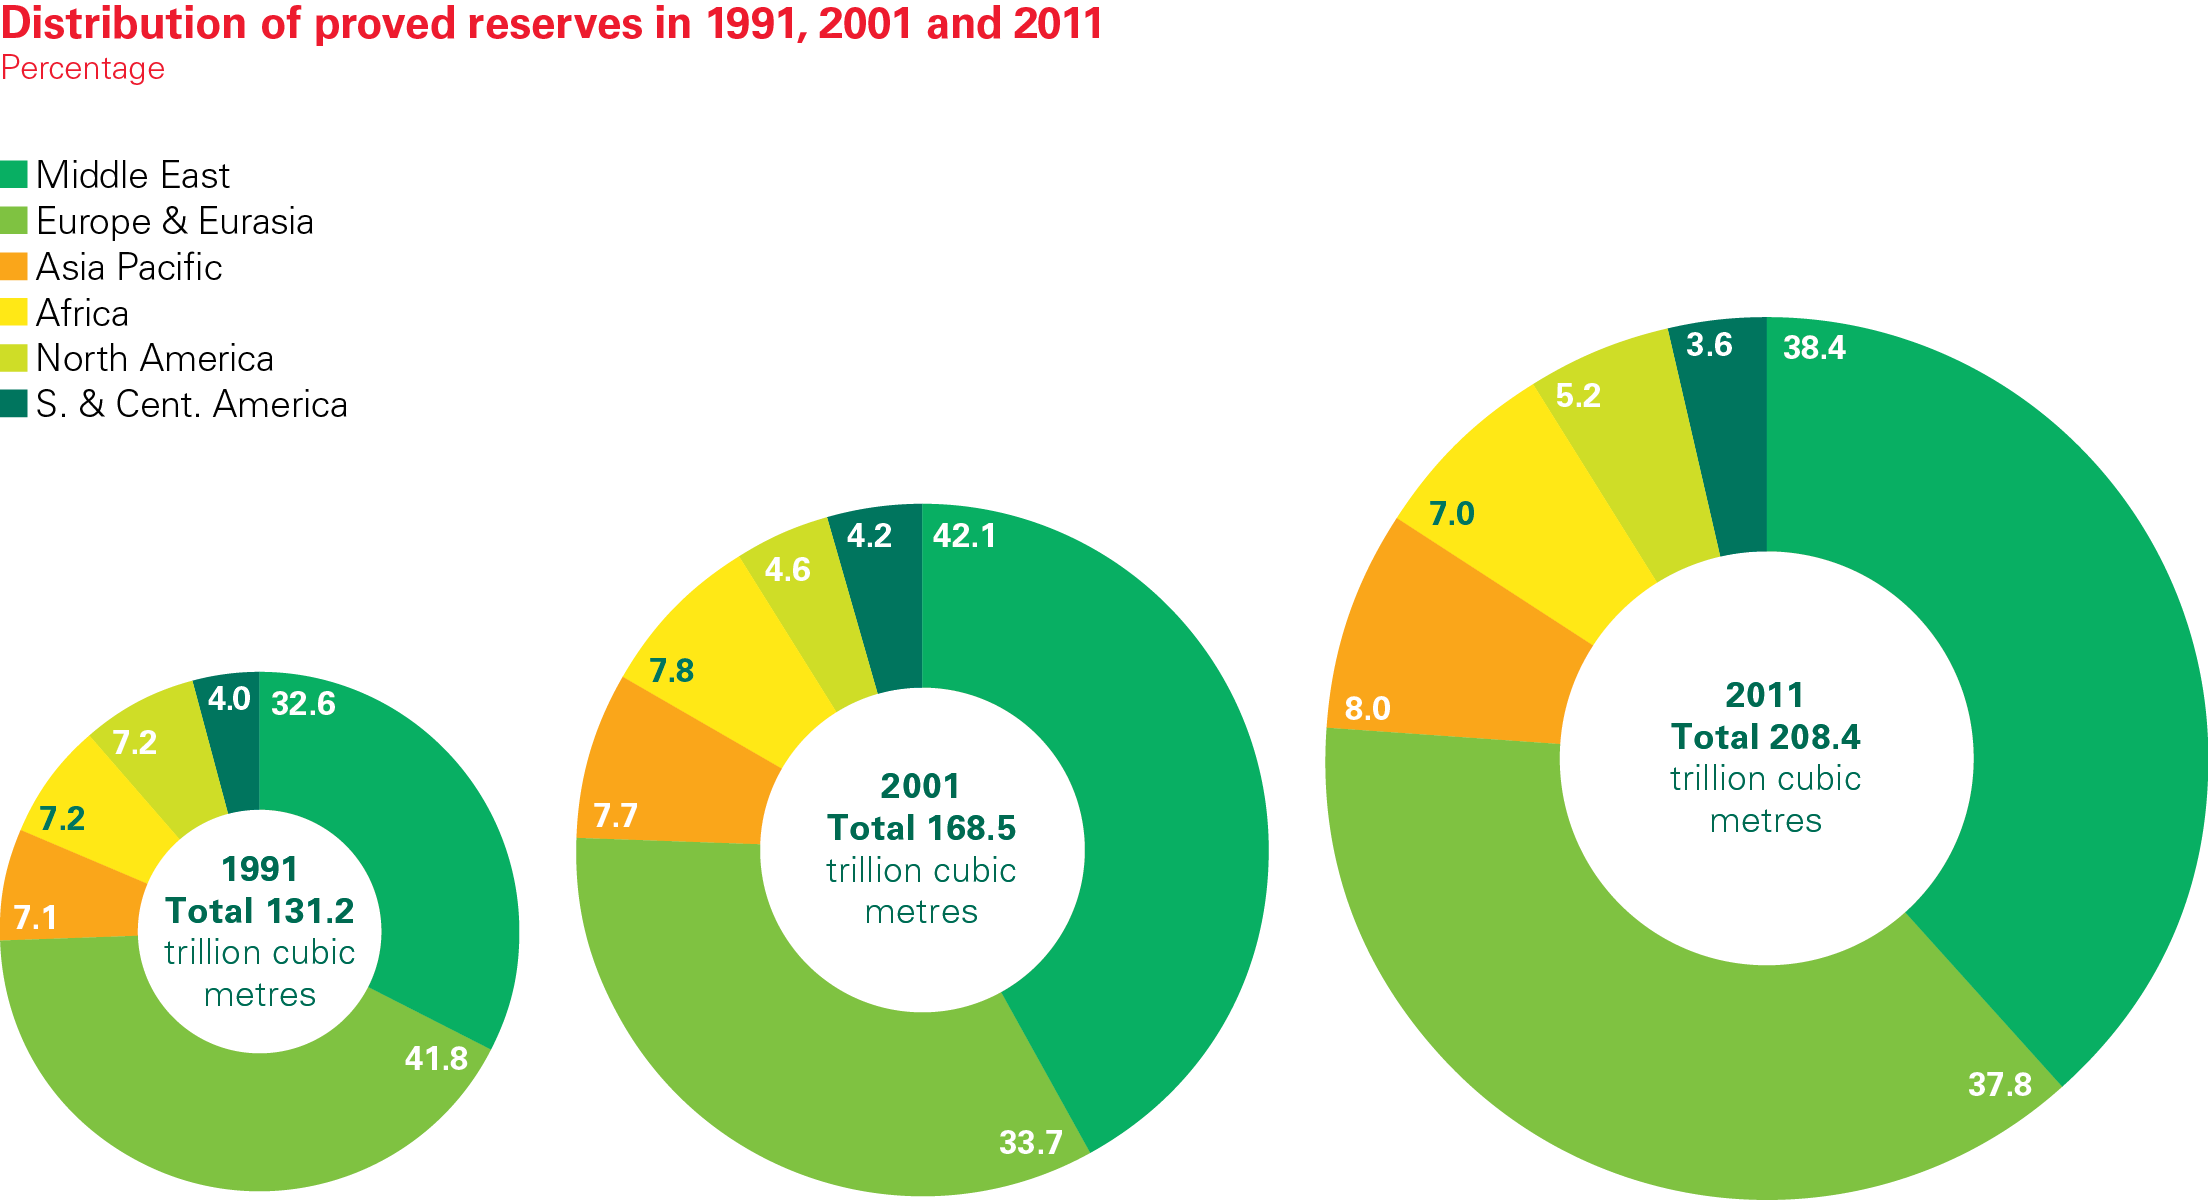 Distribution of proved reserves in 1991, 2001 and 2011
Percentage
Middle East
Europe & Eurasia
Asia Pacific
Africa
North America
S. & Cent. America
4.0
32.6
7.2
7.2
7.1
41.8
1991
Total 131.2
trillion cubic
metres
4.2
42.1
4.6
7.8
7.7
33.7
2001
Total 168.5
trillion cubic
metres
3.6
38.4
5.2
7.0
8.0
37.8
2011
Total 208.4
trillion cubic
metres